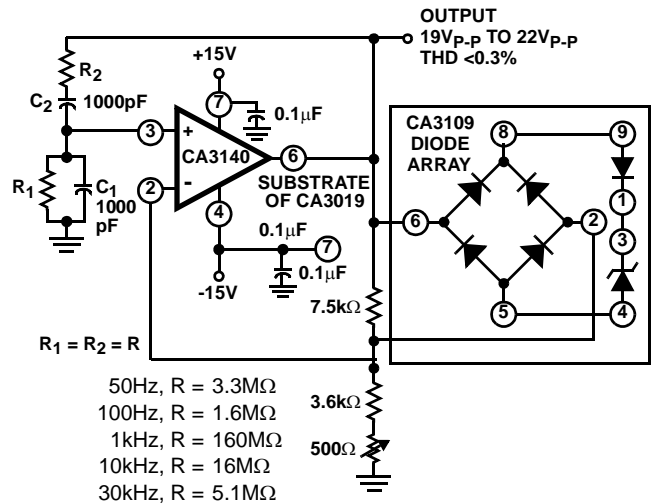 OUTPUT
19VP-P TO 22VP-P
THD <0.3%
+15V
R2
C2
1000pF
7
0.1μF
CA3109
DIODE
ARRAY
8
9
3
+
CA3140
6
SUBSTRATE
OF CA3019
R1
C1
1000
pF
2
-
4
0.1μF
7
0.1μF
-15V
6
2
1
3
5
4
7.5kΩ
R1 = R2 = R
3.6kΩ
500Ω
50Hz, R = 3.3MΩ
100Hz, R = 1.6MΩ
1kHz, R = 160MΩ
10kHz, R = 16MΩ
30kHz, R = 5.1MΩ